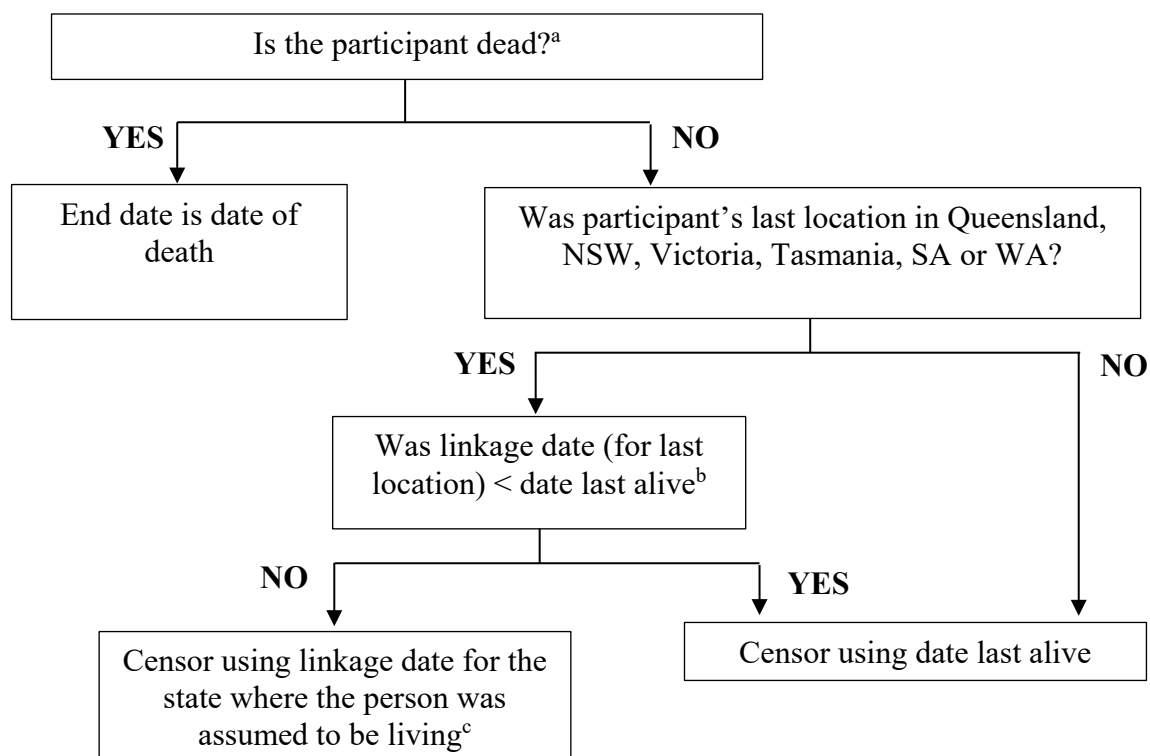 Is the participant dead?ᵃ
YES
NO
End date is date of
death
Was participant’s last location in Queensland,
NSW, Victoria, Tasmania, SA or WA?
YES
NO
Was linkage date (for last
location) < date last aliveᵇ
NO
YES
Censor using linkage date for the
state where the person was
assumed to be livingᶜ
Censor using date last alive